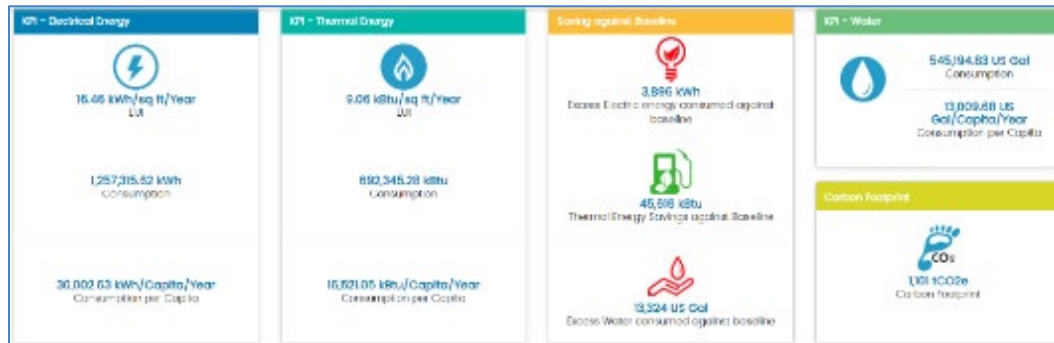 KPI - Electrical Energy
16.46 kWh/sq ft/Year
EUI
1,257,315.62 kWh
Consumption
30,002.63 kWh/Capita/Year
Consumption per Capita
KPI - Thermal Energy
9.06 kBtu/sq ft/Year
EUI
692,345.28 kBtu
Consumption
16,521.05 kBtu/Capita/Year
Consumption per Capita
Saving against Baseline
3,896 kWh
Excess Electric energy consumed against
baseline
45,616 kBtu
Thermal Energy Savings against Baseline
13,324 US Gal
Excess Water consumed against baseline
KPI - Water
545,194.83 US Gal
Consumption
13,009.68 US
Gal/Capita/Year
Consumption per Capita
Carbon Footprint
CO₂
1,101 tCO2e
Carbon Footprint